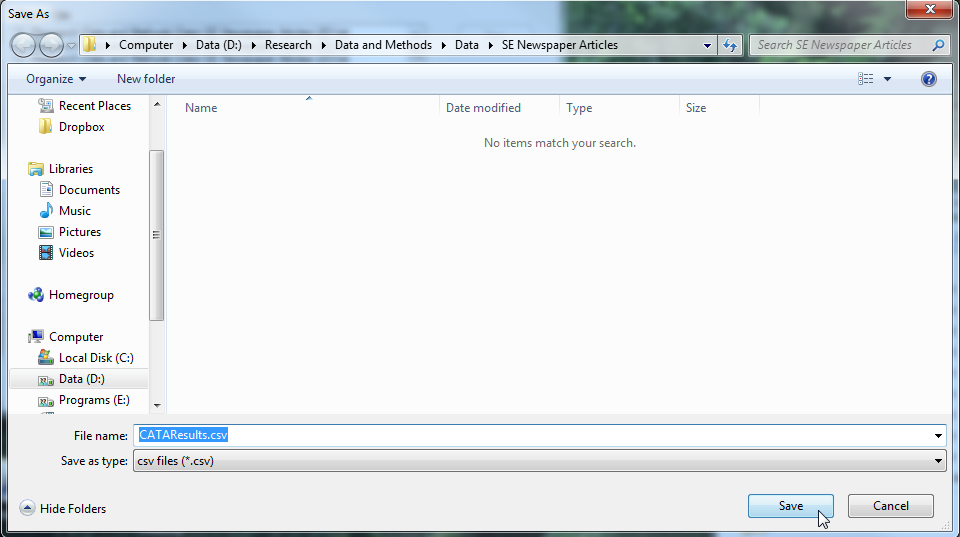 Save As
Computer Data (D:) Research Data and Methods Data SE Newspaper Articles Search SE Newspaper Articles
Organize New folder
Name Date modified Type Size
No items match your search.
Recent Places
Dropbox
Libraries
Documents
Music
Pictures
Videos
Homegroup
Computer
Local Disk (C:)
Data (D:)
Programs (E:)
File name: CATAResults.csv
Save as type: csv files (*.csv)
Hide Folders Save Cancel